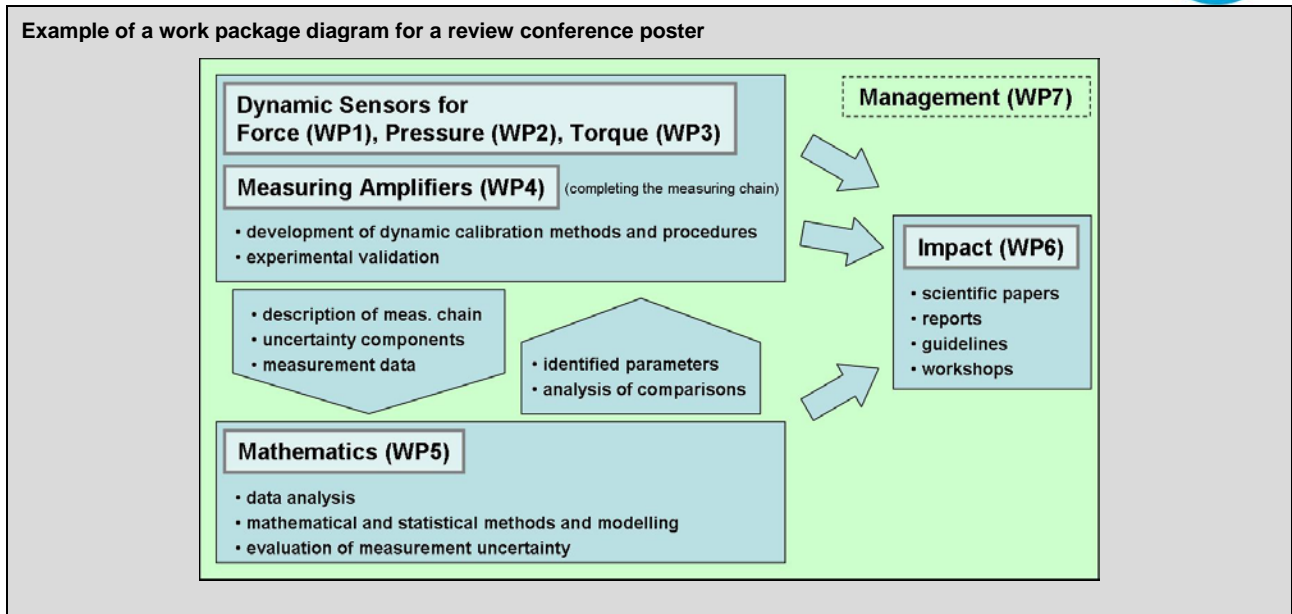 Example of a work package diagram for a review conference poster
Dynamic Sensors for
Force (WP1), Pressure (WP2), Torque (WP3)
Management (WP7)
Measuring Amplifiers (WP4) (completing the measuring chain)
• development of dynamic calibration methods and procedures
• experimental validation
Impact (WP6)
• scientific papers
• reports
• guidelines
• workshops
• description of meas. chain
• uncertainty components
• measurement data
• identified parameters
• analysis of comparisons
Mathematics (WP5)
• data analysis
• mathematical and statistical methods and modelling
• evaluation of measurement uncertainty